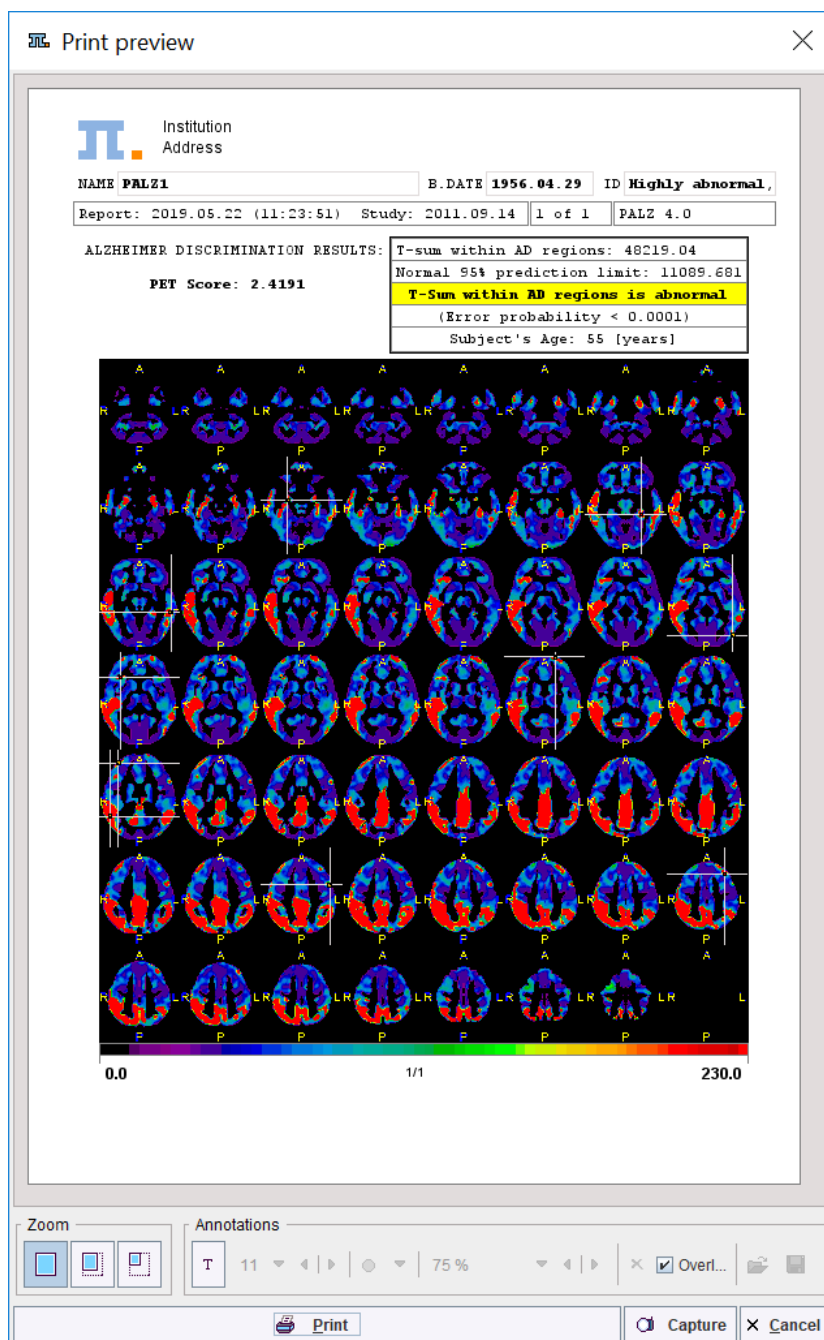 Print preview
Institution
Address
NAME PALZ1 B.DATE 1956.04.29 ID Highly abnormal,
Report: 2019.05.22 (11:23:51) Study: 2011.09.14 1 of 1 PALZ 4.0
ALZHEIMER DISCRIMINATION RESULTS: T-sum within AD regions: 48219.04
Normal 95% prediction limit: 11089.681
PET Score: 2.4191
T-Sum within AD regions is abnormal
(Error probability < 0.0001)
Subject's Age: 55 [years]
A A A A A A A A
R L R L R L R L R L R L R L R L
P P P P P P P P
0.0 1/1 230.0
Zoom Annotations
T 11 75 % Overl...
Print Capture Cancel